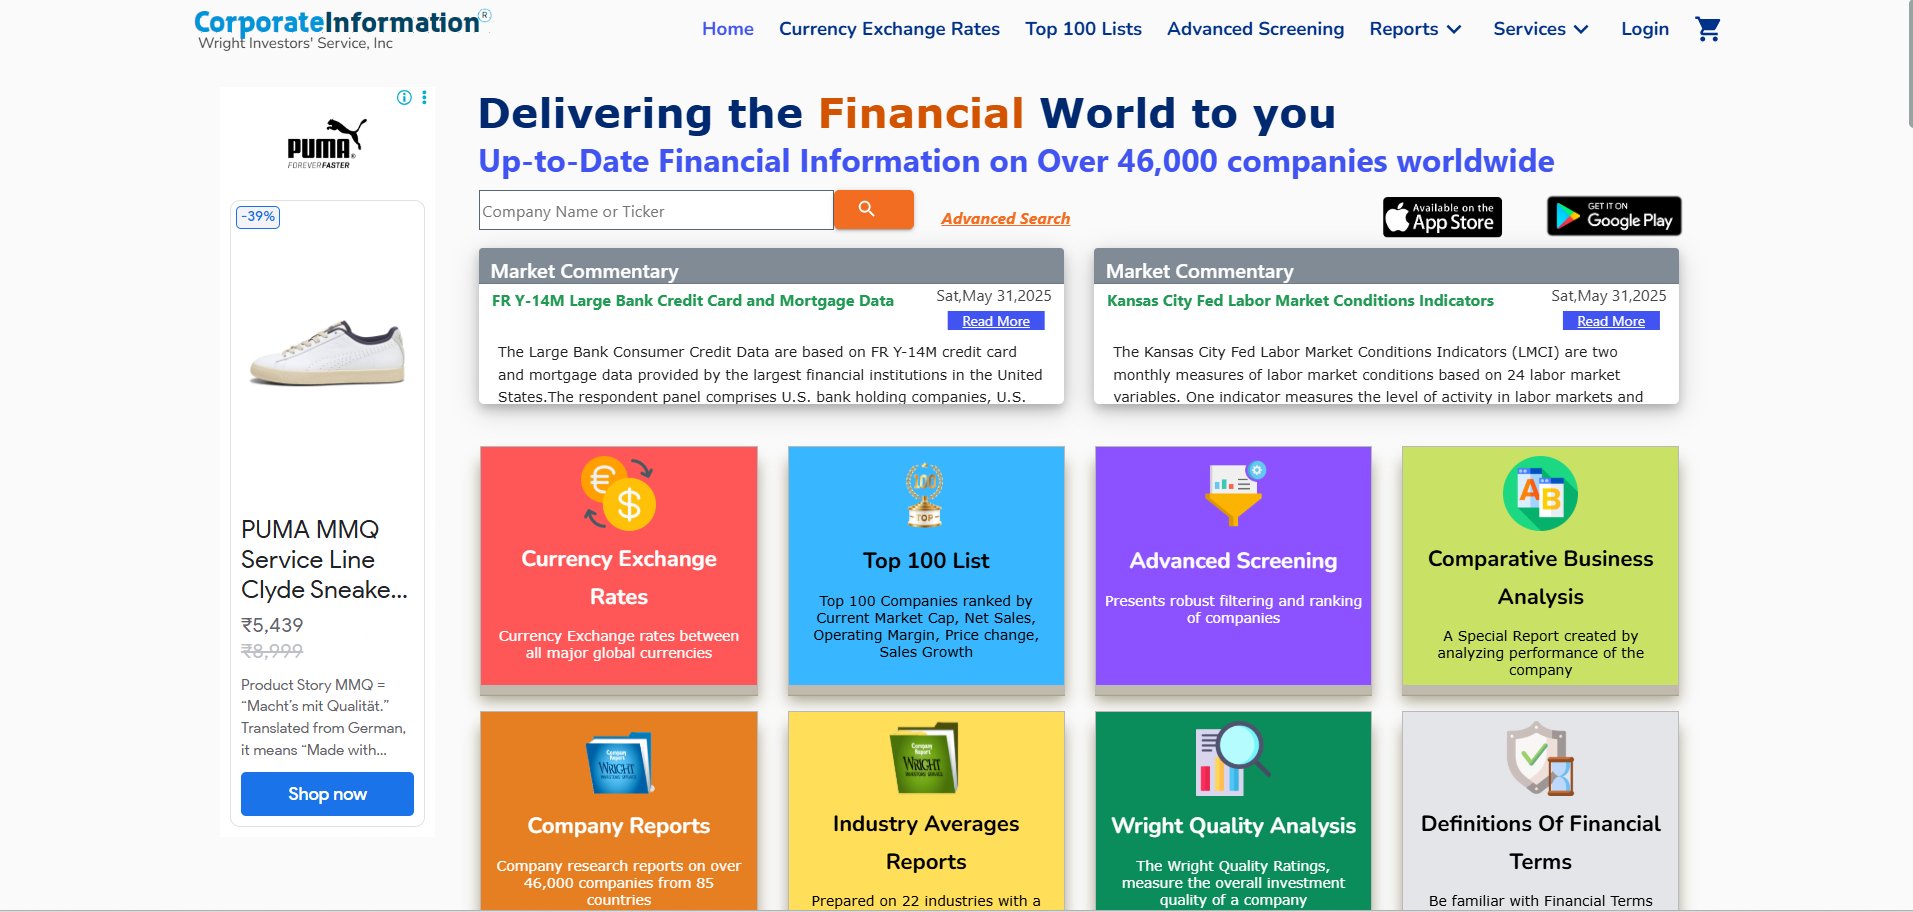 CorporateInformation®
Wright Investors' Service, Inc
Home
Currency Exchange Rates
Top 100 Lists
Advanced Screening
Reports
Services
Login
PUMA®
FOREVER FASTER
-39%
PUMA MMQ
Service Line
Clyde Sneake...
₹5,439
₹8,999
Product Story MMQ =
“Macht’s mit Qualität.”
Translated from German,
it means “Made with...
Shop now
Delivering the Financial World to you
Up-to-Date Financial Information on Over 46,000 companies worldwide
Company Name or Ticker
Advanced Search
Available on the
App Store
GET IT ON
Google Play
Market Commentary
FR Y-14M Large Bank Credit Card and Mortgage Data
Sat,May 31,2025
Read More
The Large Bank Consumer Credit Data are based on FR Y-14M credit card
and mortgage data provided by the largest financial institutions in the United
States.The respondent panel comprises U.S. bank holding companies, U.S.
Market Commentary
Kansas City Fed Labor Market Conditions Indicators
Sat,May 31,2025
Read More
The Kansas City Fed Labor Market Conditions Indicators (LMCI) are two
monthly measures of labor market conditions based on 24 labor market
variables. One indicator measures the level of activity in labor markets and
€
$
Currency Exchange
Rates
Currency Exchange rates between
all major global currencies
100
TOP
Top 100 List
Top 100 Companies ranked by
Current Market Cap, Net Sales,
Operating Margin, Price change,
Sales Growth
Advanced Screening
Presents robust filtering and ranking
of companies
A B
Comparative Business
Analysis
A Special Report created by
analyzing performance of the
company
Company
Report
WRIGHT
INVESTORS SERVICE
Company Reports
Company research reports on over
46,000 companies from 85
countries
Company
Report
WRIGHT
INVESTORS SERVICE
Industry Averages
Reports
Prepared on 22 industries with a
Wright Quality Analysis
The Wright Quality Ratings,
measure the overall investment
quality of a company
Definitions Of Financial
Terms
Be familiar with Financial Terms